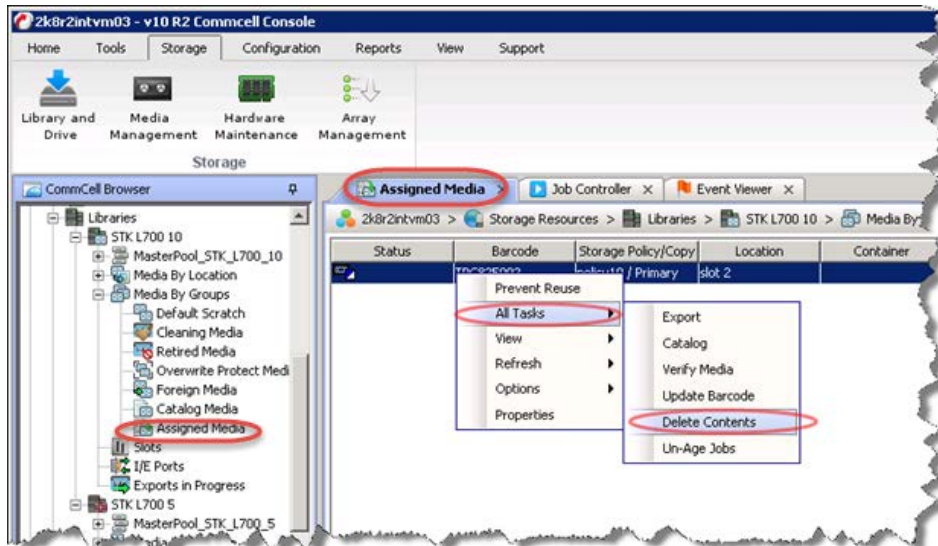 2k8r2intvm03 - v10 R2 Commcell Console
Home Tools Storage Configuration Reports View Support
Library and Drive
Media Management
Hardware Maintenance
Array Management
Storage
CommCell Browser
Libraries
STK L700 10
MasterPool_STK_L700_10
Media By Location
Media By Groups
Default Scratch
Cleaning Media
Retired Media
Overwrite Protect Medi
Foreign Media
Catalog Media
Assigned Media
Slots
I/E Ports
Exports in Progress
STK L700 5
MasterPool_STK_L700_5
Assigned Media Job Controller Event Viewer
2k8r2intvm03 > Storage Resources > Libraries > STK L700 10 > Media By
Status Barcode Storage Policy/Copy Location Container
/ Primary slot 2
Prevent Reuse
All Tasks
View
Refresh
Options
Properties
Export
Catalog
Verify Media
Update Barcode
Delete Contents
Un-Age Jobs